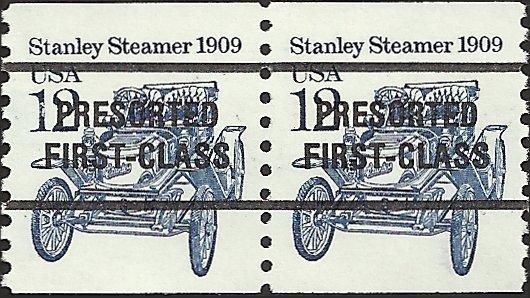 Stanley Steamer 1909
USA
12
PRESORTED
FIRST-CLASS
Stanley Steamer 1909
USA
12
PRESORTED
FIRST-CLASS